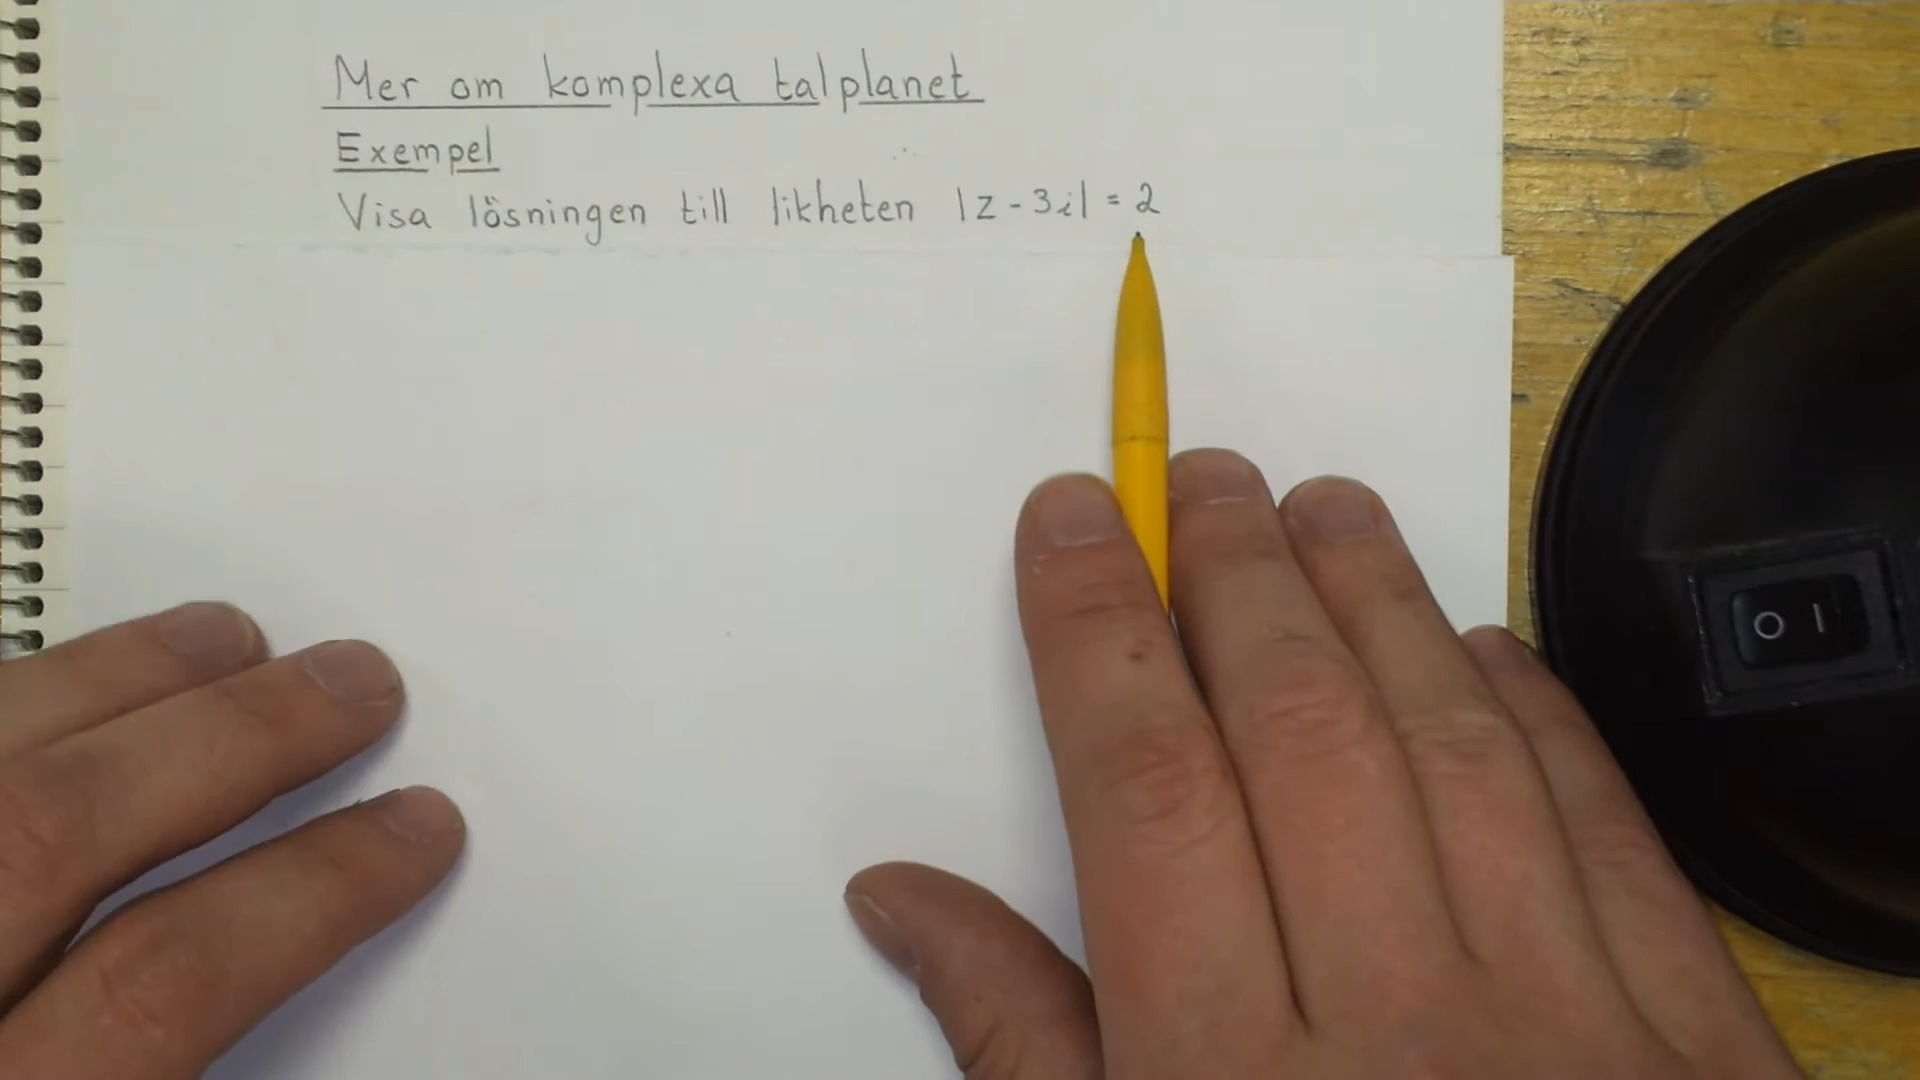 Mer om komplexa talplanet
Exempel
Visa lösningen till likheten |z-3i| = 2
O I